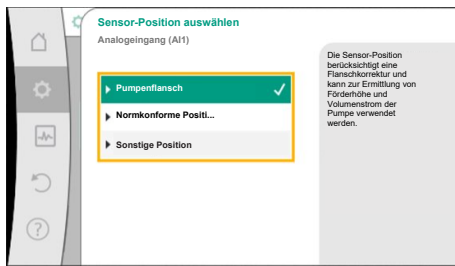 Sensor-Position auswählen
Analogeingang (AI1)
Pumpenflansch
Normkonforme Positi...
Sonstige Position
Die Sensor-Position
berücksichtigt eine
Flanschkorrektur und
kann zur Ermittlung von
Förderhöhe und
Volumenstrom der
Pumpe verwendet
werden.
?